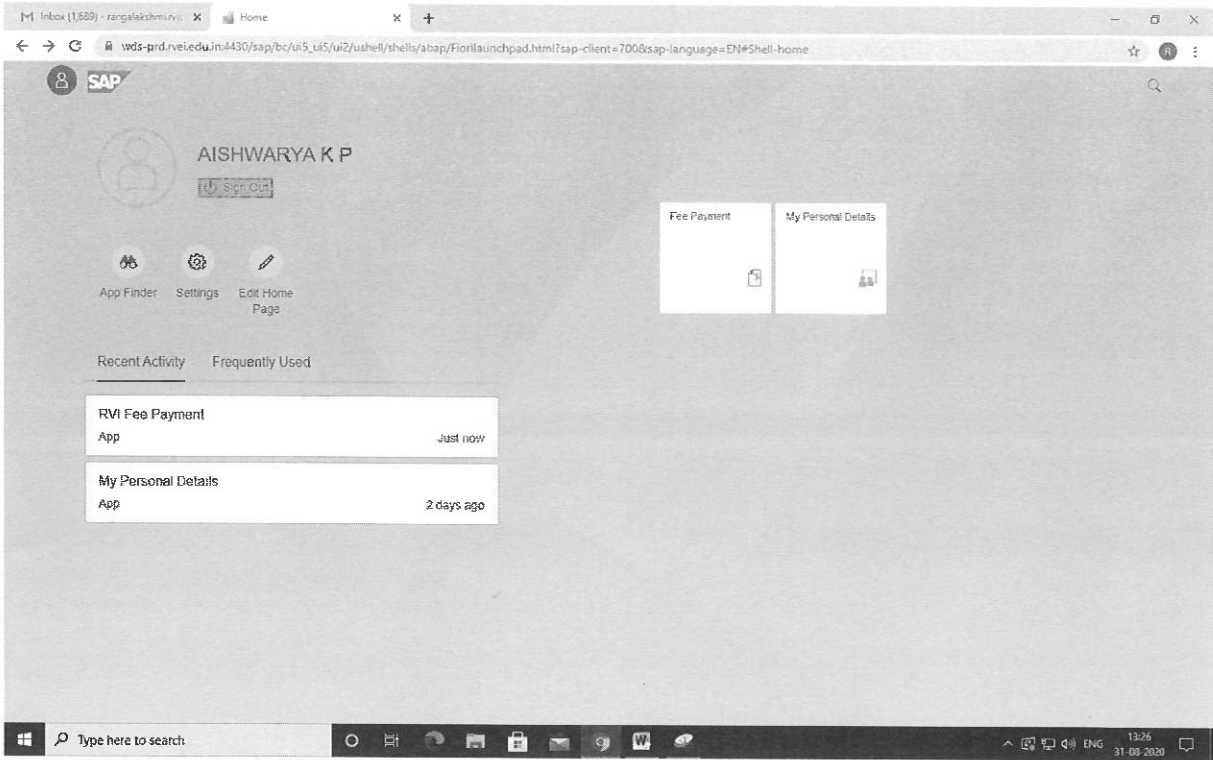 Inbox (1,689) - rangalakshmi.rvi
Home
wds-prd.rvei.edu.in:4430/sap/bc/ui5_ui5/ui2/ushell/shells/abap/Fiorilaunchpad.html?sap-client=700&sap-language=EN#Shell-home
R
SAP
AISHWARYA K P
Sign Out
Fee Payment
My Personal Details
App Finder
Settings
Edit Home
Page
Recent Activity
Frequently Used
RVI Fee Payment
App
Just now
My Personal Details
App
2 days ago
Type here to search
W
ENG
13:26
31-08-2020